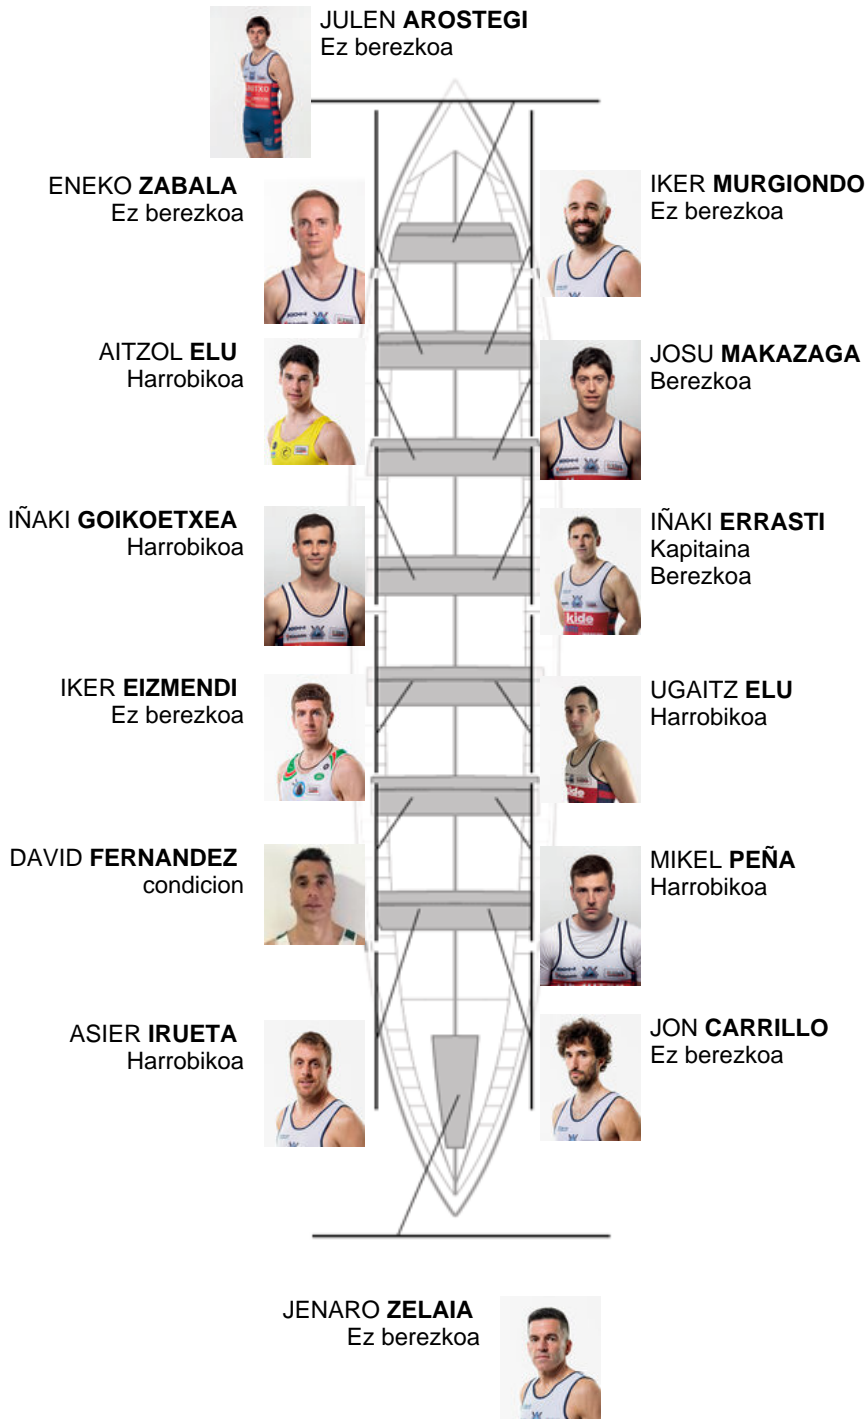 JULEN AROSTEGI
Ez berezkoa
ENEKO ZABALA
Ez berezkoa
IKER MURGIONDO
Ez berezkoa
AITZOL ELU
Harrobikoa
JOSU MAKAZAGA
Berezkoa
IÑAKI GOIKOETXEA
Harrobikoa
IÑAKI ERRASTI
Kapitaina
Berezkoa
kide
IKER EIZMENDI
Ez berezkoa
UGAITZ ELU
Harrobikoa
kide
DAVID FERNANDEZ
condicion
MIKEL PEÑA
Harrobikoa
ASIER IRUETA
Harrobikoa
JON CARRILLO
Ez berezkoa
JENARO ZELAIA
Ez berezkoa